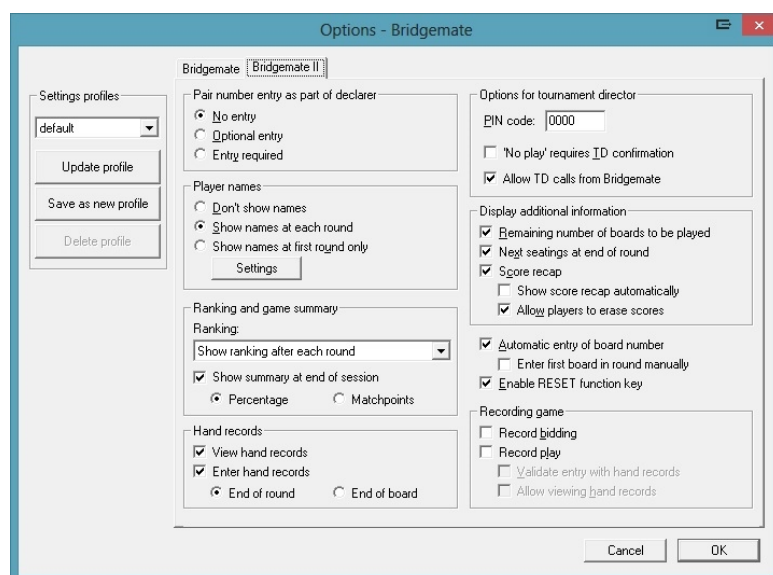 Options - Bridgemate
Bridgemate
Bridgemate II
Settings profiles
default
Update profile
Save as new profile
Delete profile
Pair number entry as part of declarer
No entry
Optional entry
Entry required
Player names
Don't show names
Show names at each round
Show names at first round only
Settings
Ranking and game summary
Ranking:
Show ranking after each round
Show summary at end of session
Percentage
Matchpoints
Hand records
View hand records
Enter hand records
End of round
End of board
Options for tournament director
PIN code: 0000
'No play' requires TD confirmation
Allow TD calls from Bridgemate
Display additional information
Remaining number of boards to be played
Next seatings at end of round
Score recap
Show score recap automatically
Allow players to erase scores
Automatic entry of board number
Enter first board in round manually
Enable RESET function key
Recording game
Record bidding
Record play
Validate entry with hand records
Allow viewing hand records
Cancel
OK